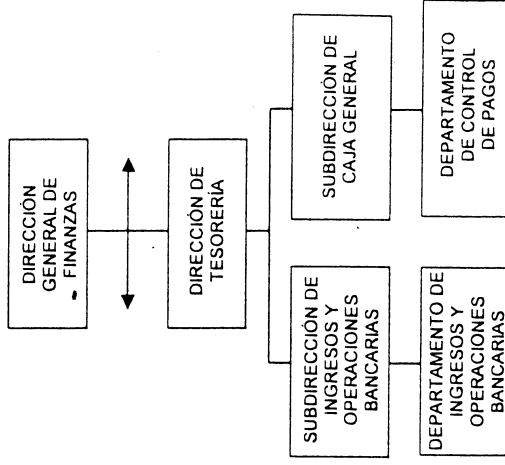 DIRECCIÓN
GENERAL DE
FINANZAS
DIRECCIÓN DE
TESORERÍA
SUBDIRECCIÓN DE
INGRESOS Y
OPERACIONES
BANCARIAS
SUBDIRECCIÓN DE
CAJA GENERAL
DEPARTAMENTO DE
INGRESOS Y
OPERACIONES
BANCARIAS
DEPARTAMENTO
DE CONTROL
DE PAGOS